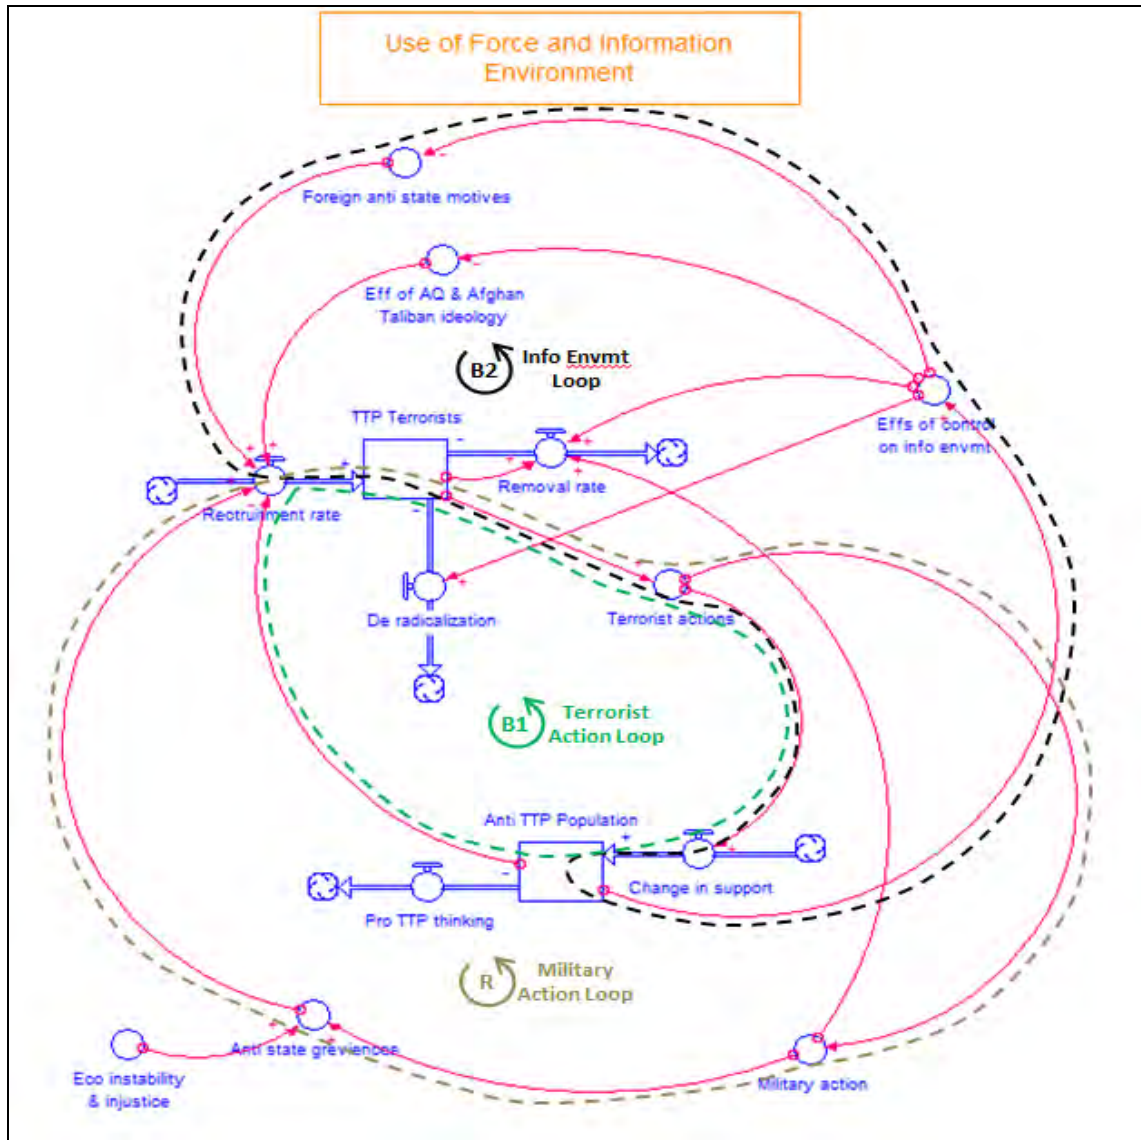 Use of Force and Information
Environment
Foreign anti state motives
Eff of AQ & Afghan
Taliban ideology
B2
Info Envmt
Loop
Effs of control
on info envmt
TTP Terrorists
Removal rate
Rectruinment rate
De radicalization
Terrorist actions
B1
Terrorist
Action Loop
Anti TTP Population
Change in support
Pro TTP thinking
R
Military
Action Loop
Anti state greviences
Eco instability
& injustice
Military action